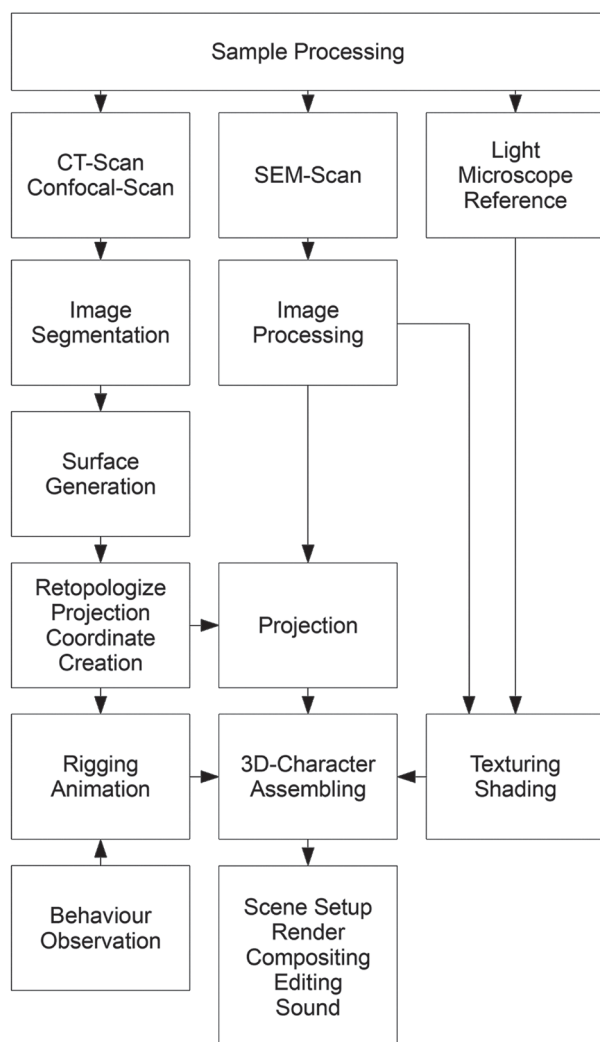 Sample Processing
CT-Scan
Confocal-Scan
SEM-Scan
Light
Microscope
Reference
Image
Segmentation
Image
Processing
Surface
Generation
Retopologize
Projection
Coordinate
Creation
Projection
Rigging
Animation
3D-Character
Assembling
Texturing
Shading
Behaviour
Observation
Scene Setup
Render
Compositing
Editing
Sound